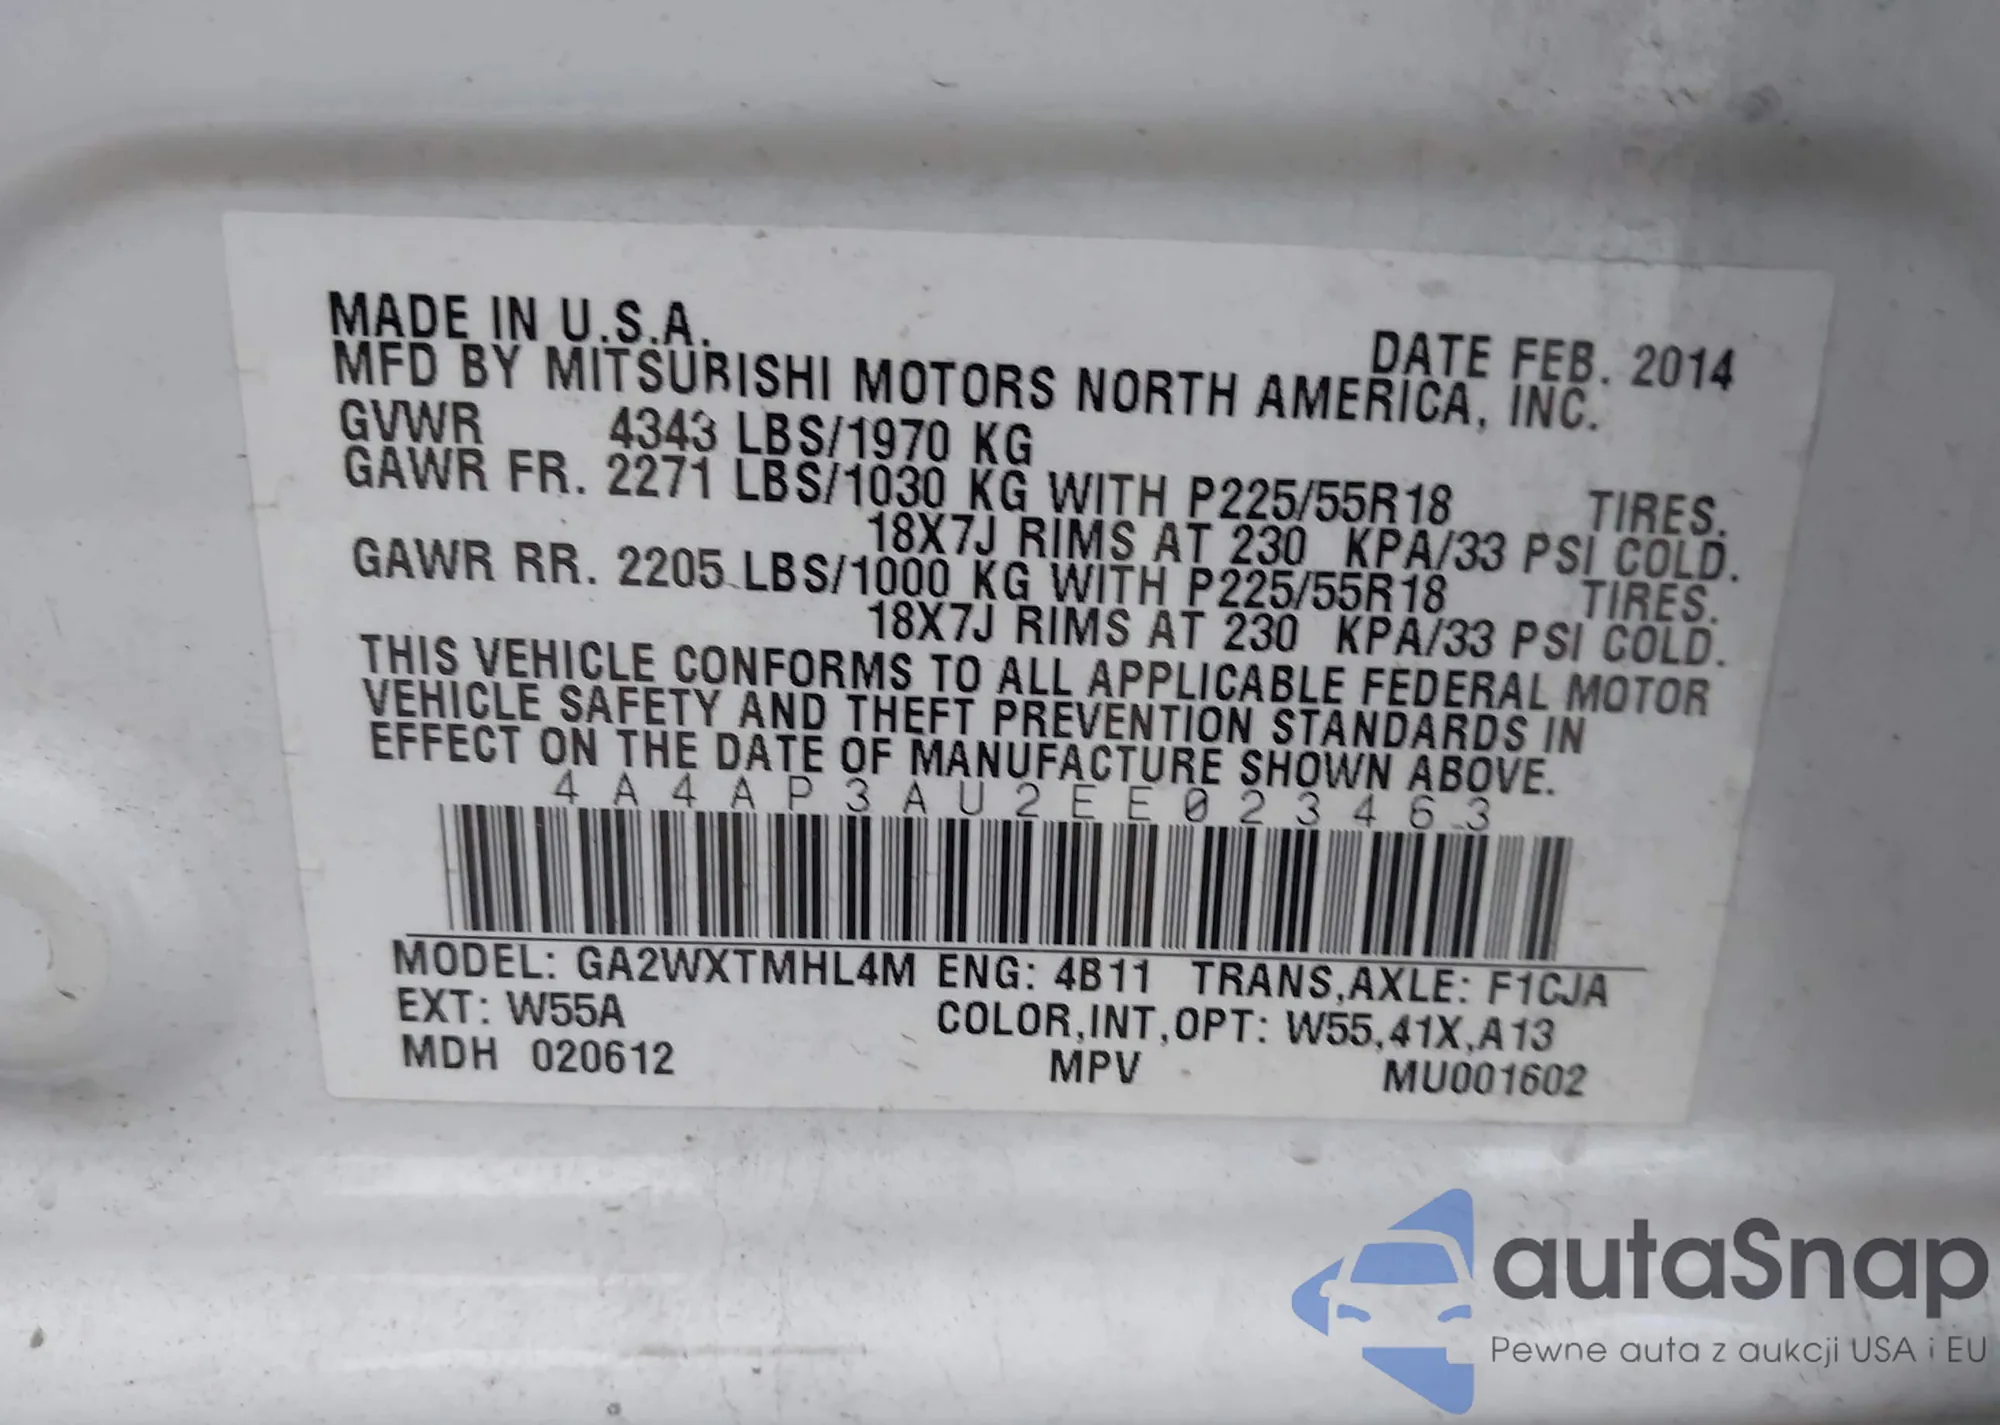 MADE IN U.S.A.
DATE FEB. 2014
MFD BY MITSUBISHI MOTORS NORTH AMERICA, INC.
GVWR 4343 LBS/1970 KG
GAWR FR. 2271 LBS/1030 KG WITH P225/55R18 TIRES.
18X7J RIMS AT 230 KPA/33 PSI COLD.
GAWR RR. 2205 LBS/1000 KG WITH P225/55R18 TIRES.
18X7J RIMS AT 230 KPA/33 PSI COLD.
THIS VEHICLE CONFORMS TO ALL APPLICABLE FEDERAL MOTOR
VEHICLE SAFETY AND THEFT PREVENTION STANDARDS IN
EFFECT ON THE DATE OF MANUFACTURE SHOWN ABOVE.
4A4AP3AU2EE023463
MODEL: GA2WXTMHL4M ENG: 4B11 TRANS,AXLE: F1CJA
EXT: W55A COLOR,INT,OPT: W55,41X,A13
MDH 020612 MPV MU001602
autaSnap
Pewne auta z aukcji USA i EU